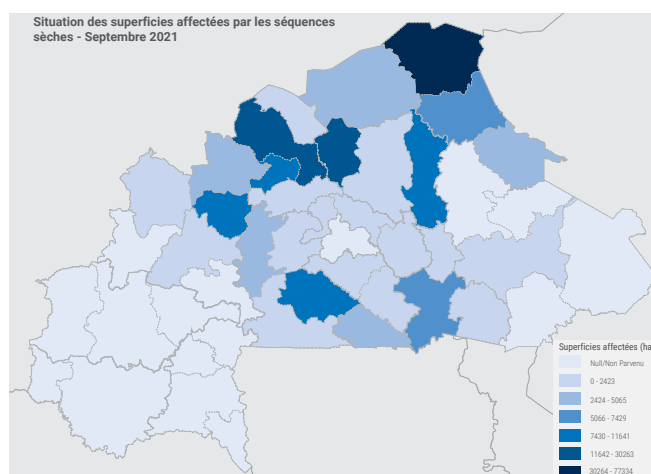 Situation des superficies affectées par les séquences
sèches - Septembre 2021
Superficies affectées (ha
Null/Non Parvenu
0 - 2423
2424 - 5065
5066 - 7429
7430 - 11641
11642 - 30263
30264 - 77334